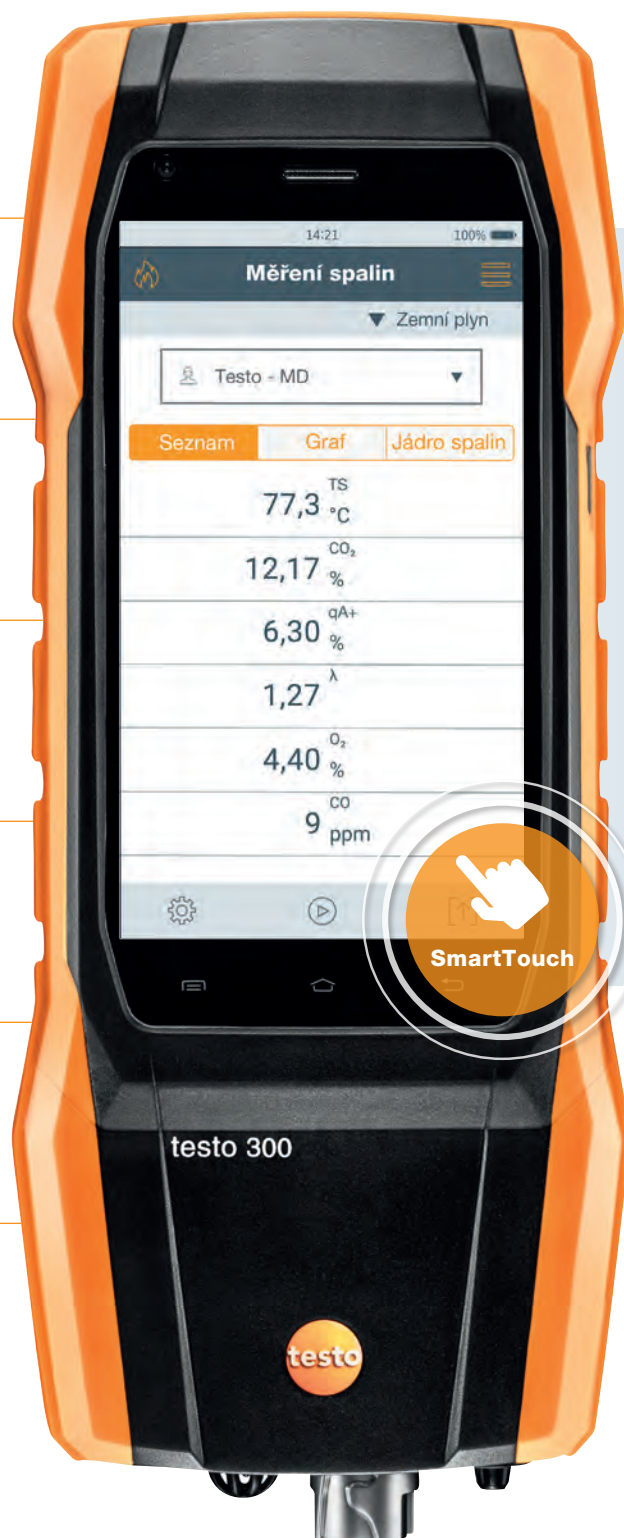 14:21 100%
Měření spalin
Zemní plyn
Testo - MD
Seznam Graf Jádro spalin
77,3 TS °C
12,17 CO₂ %
6,30 qA+ %
1,27 λ
4,40 O₂ %
9 CO ppm
SmartTouch
testo 300
testo